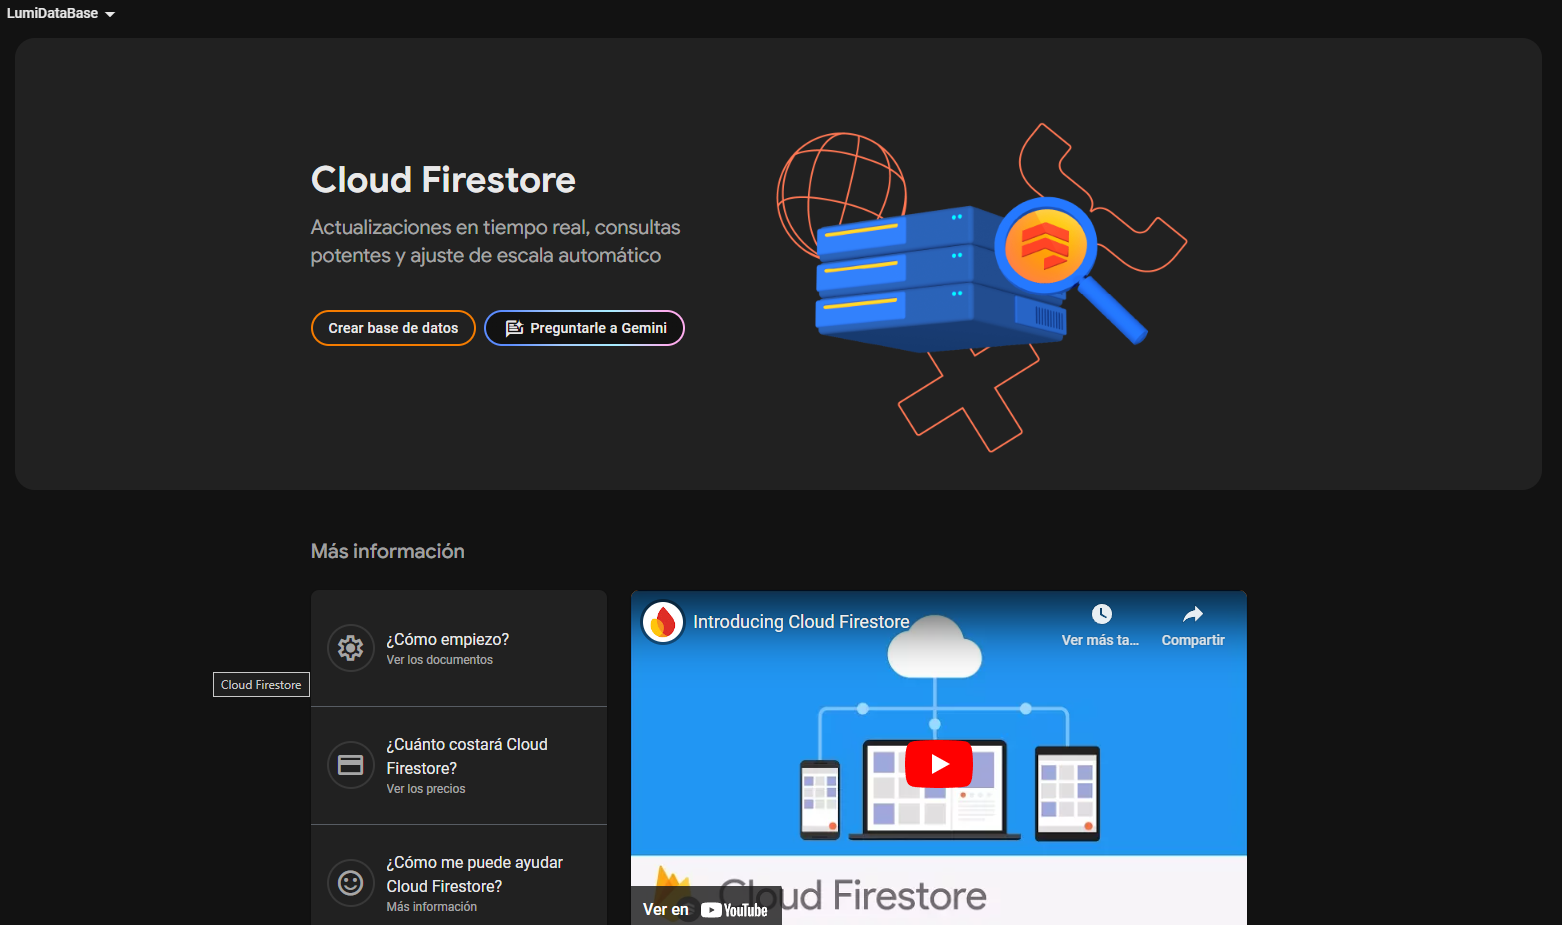 LumiDataBase
Cloud Firestore
Actualizaciones en tiempo real, consultas
potentes y ajuste de escala automático
Crear base de datos
Preguntarle a Gemini
Más información
¿Cómo empiezo?
Ver los documentos
Cloud Firestore
¿Cuánto costará Cloud
Firestore?
Ver los precios
¿Cómo me puede ayudar
Cloud Firestore?
Más información
Introducing Cloud Firestore
Ver más ta...
Compartir
Cloud Firestore
Ver en YouTube